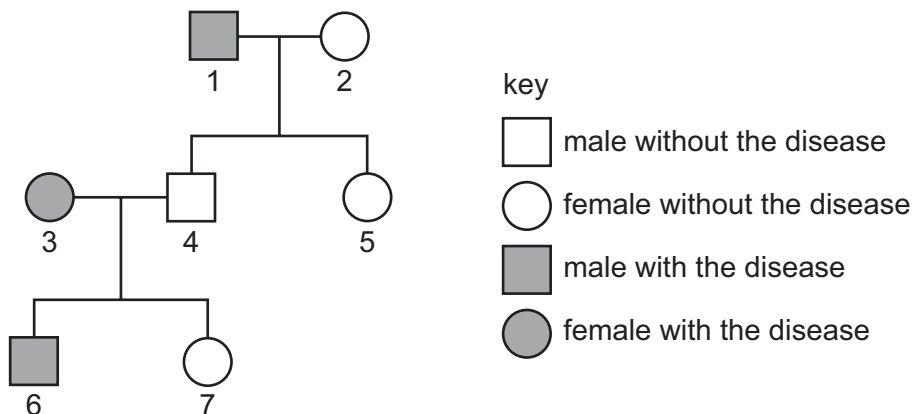 1
2
key
male without the disease
female without the disease
3
4
5
male with the disease
female with the disease
6
7